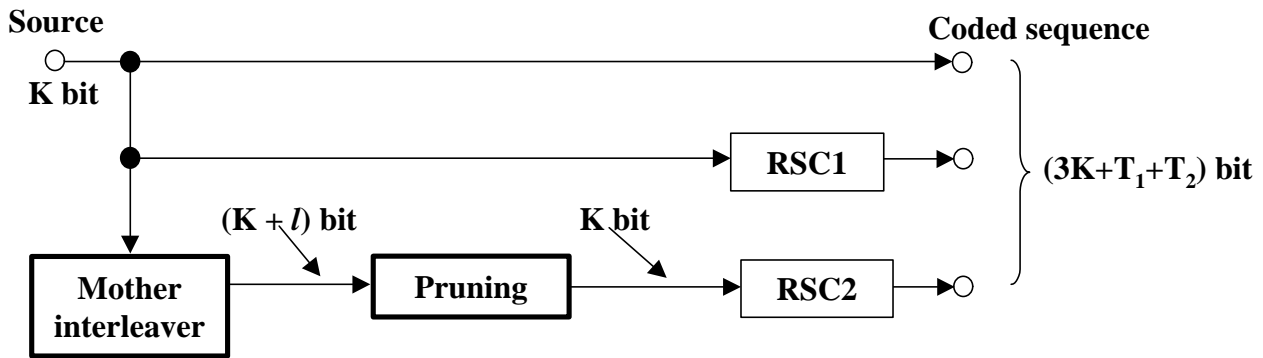 Source
Coded sequence
K bit
RSC1
(3K+T₁+T₂) bit
(K + l) bit
K bit
Mother
interleaver
Pruning
RSC2